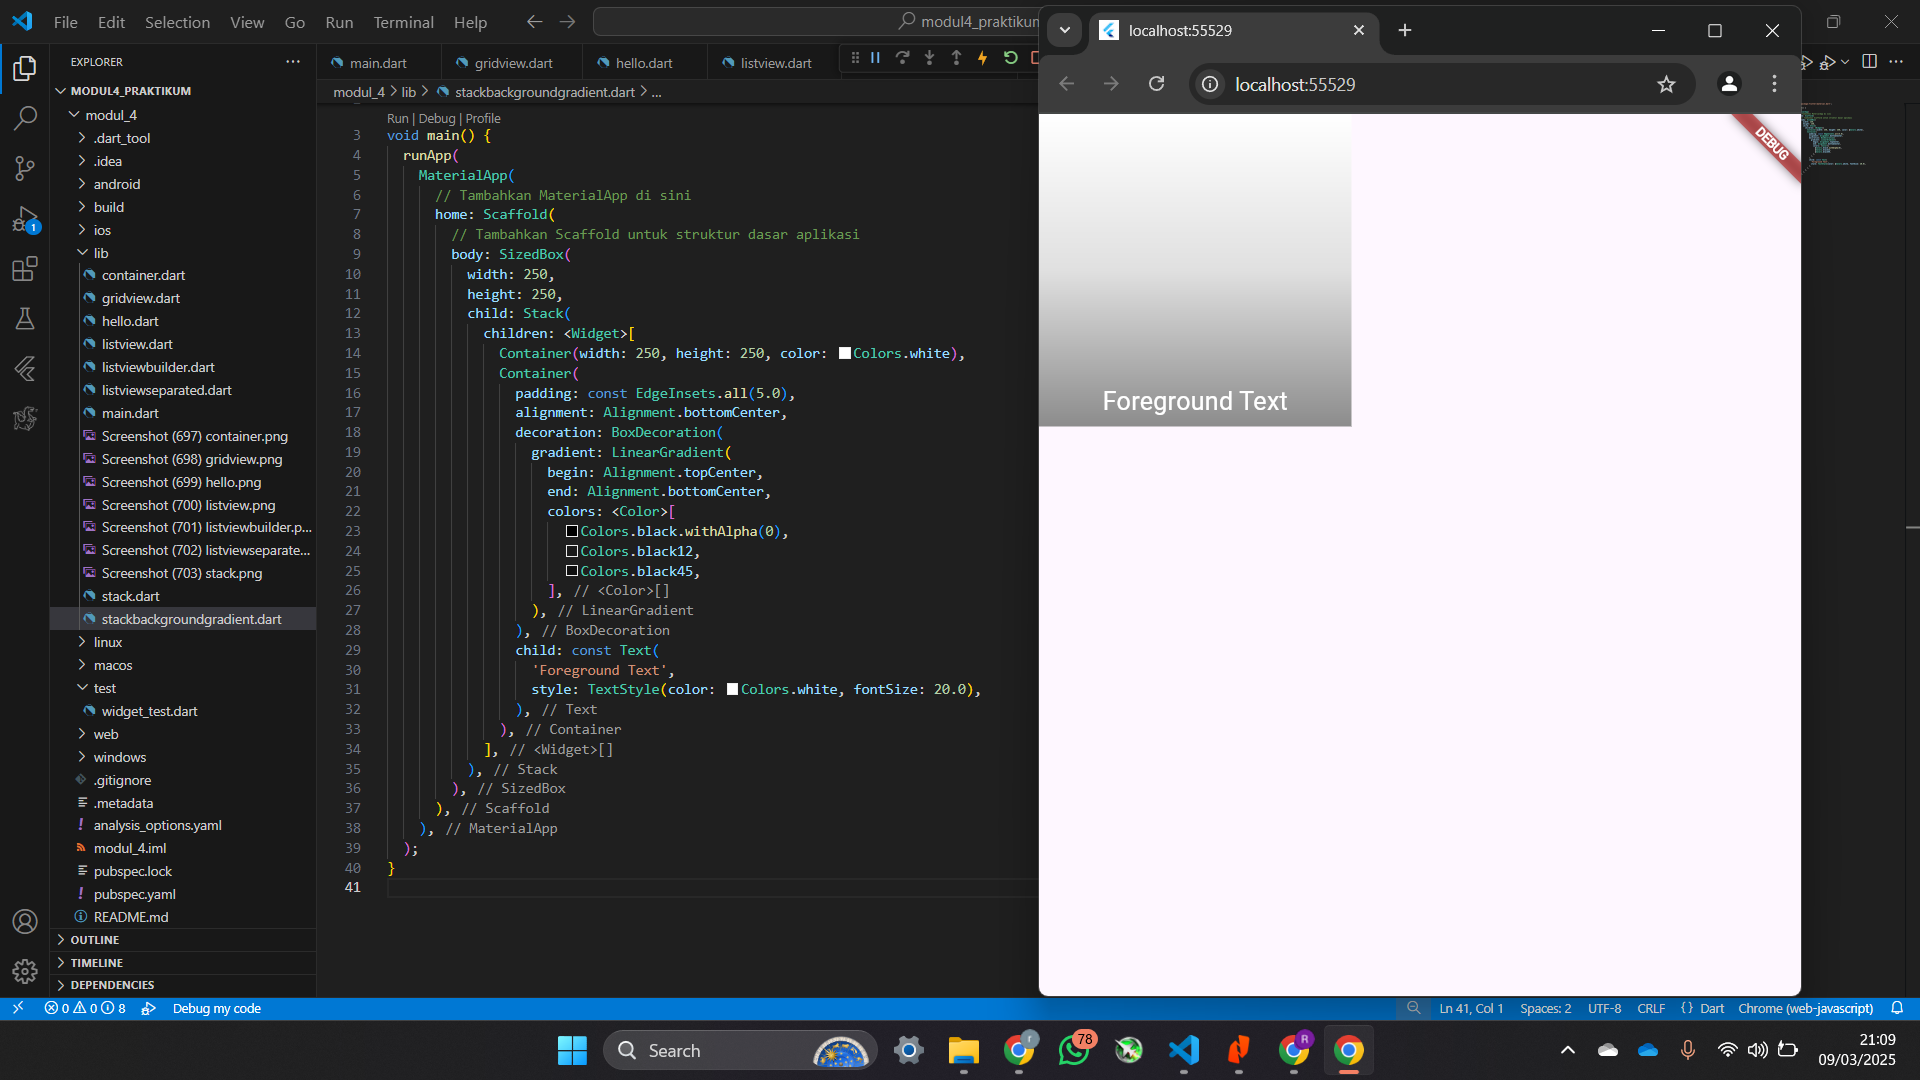 File Edit Selection View Go Run Terminal Help
modul4_praktikum
EXPLORER
MODUL4_PRAKTIKUM
modul_4
.dart_tool
.idea
android
build
ios
lib
container.dart
gridview.dart
hello.dart
listview.dart
listviewbuilder.dart
listviewseparated.dart
main.dart
Screenshot (697) container.png
Screenshot (698) gridview.png
Screenshot (699) hello.png
Screenshot (700) listview.png
Screenshot (701) listviewbuilder.p...
Screenshot (702) listviewseparate...
Screenshot (703) stack.png
stack.dart
stackbackgroundgradient.dart
linux
macos
test
widget_test.dart
web
windows
.gitignore
.metadata
analysis_options.yaml
modul_4.iml
pubspec.lock
pubspec.yaml
README.md
OUTLINE
TIMELINE
DEPENDENCIES
1
main.dart gridview.dart hello.dart listview.dart
modul_4 > lib > stackbackgroundgradient.dart > ...
Run | Debug | Profile
3 void main() {
4 runApp(
5 MaterialApp(
6 // Tambahkan MaterialApp di sini
7 home: Scaffold(
8 // Tambahkan Scaffold untuk struktur dasar aplikasi
9 body: SizedBox(
10 width: 250,
11 height: 250,
12 child: Stack(
13 children: <Widget>[
14 Container(width: 250, height: 250, color: Colors.white),
15 Container(
16 padding: const EdgeInsets.all(5.0),
17 alignment: Alignment.bottomCenter,
18 decoration: BoxDecoration(
19 gradient: LinearGradient(
20 begin: Alignment.topCenter,
21 end: Alignment.bottomCenter,
22 colors: <Color>[
23 Colors.black.withAlpha(0),
24 Colors.black12,
25 Colors.black45,
26 ], // <Color>[]
27 ), // LinearGradient
28 ), // BoxDecoration
29 child: const Text(
30 'Foreground Text',
31 style: TextStyle(color: Colors.white, fontSize: 20.0),
32 ), // Text
33 ), // Container
34 ], // <Widget>[]
35 ), // Stack
36 ), // SizedBox
37 ), // Scaffold
38 ), // MaterialApp
39 );
40 }
41
localhost:55529
localhost:55529
DEBUG
Foreground Text
0 0 8 Debug my code
Ln 41, Col 1 Spaces: 2 UTF-8 CRLF {} Dart Chrome (web-javascript)
Search
r
78
R
21:09
09/03/2025